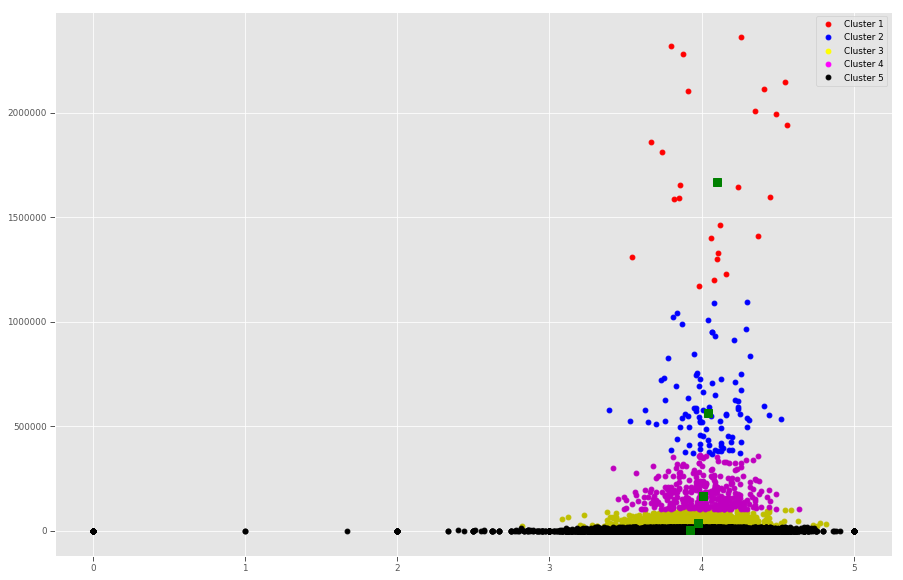 Cluster 1
Cluster 2
Cluster 3
Cluster 4
Cluster 5
2000000
1500000
1000000
500000
0
0 1 2 3 4 5